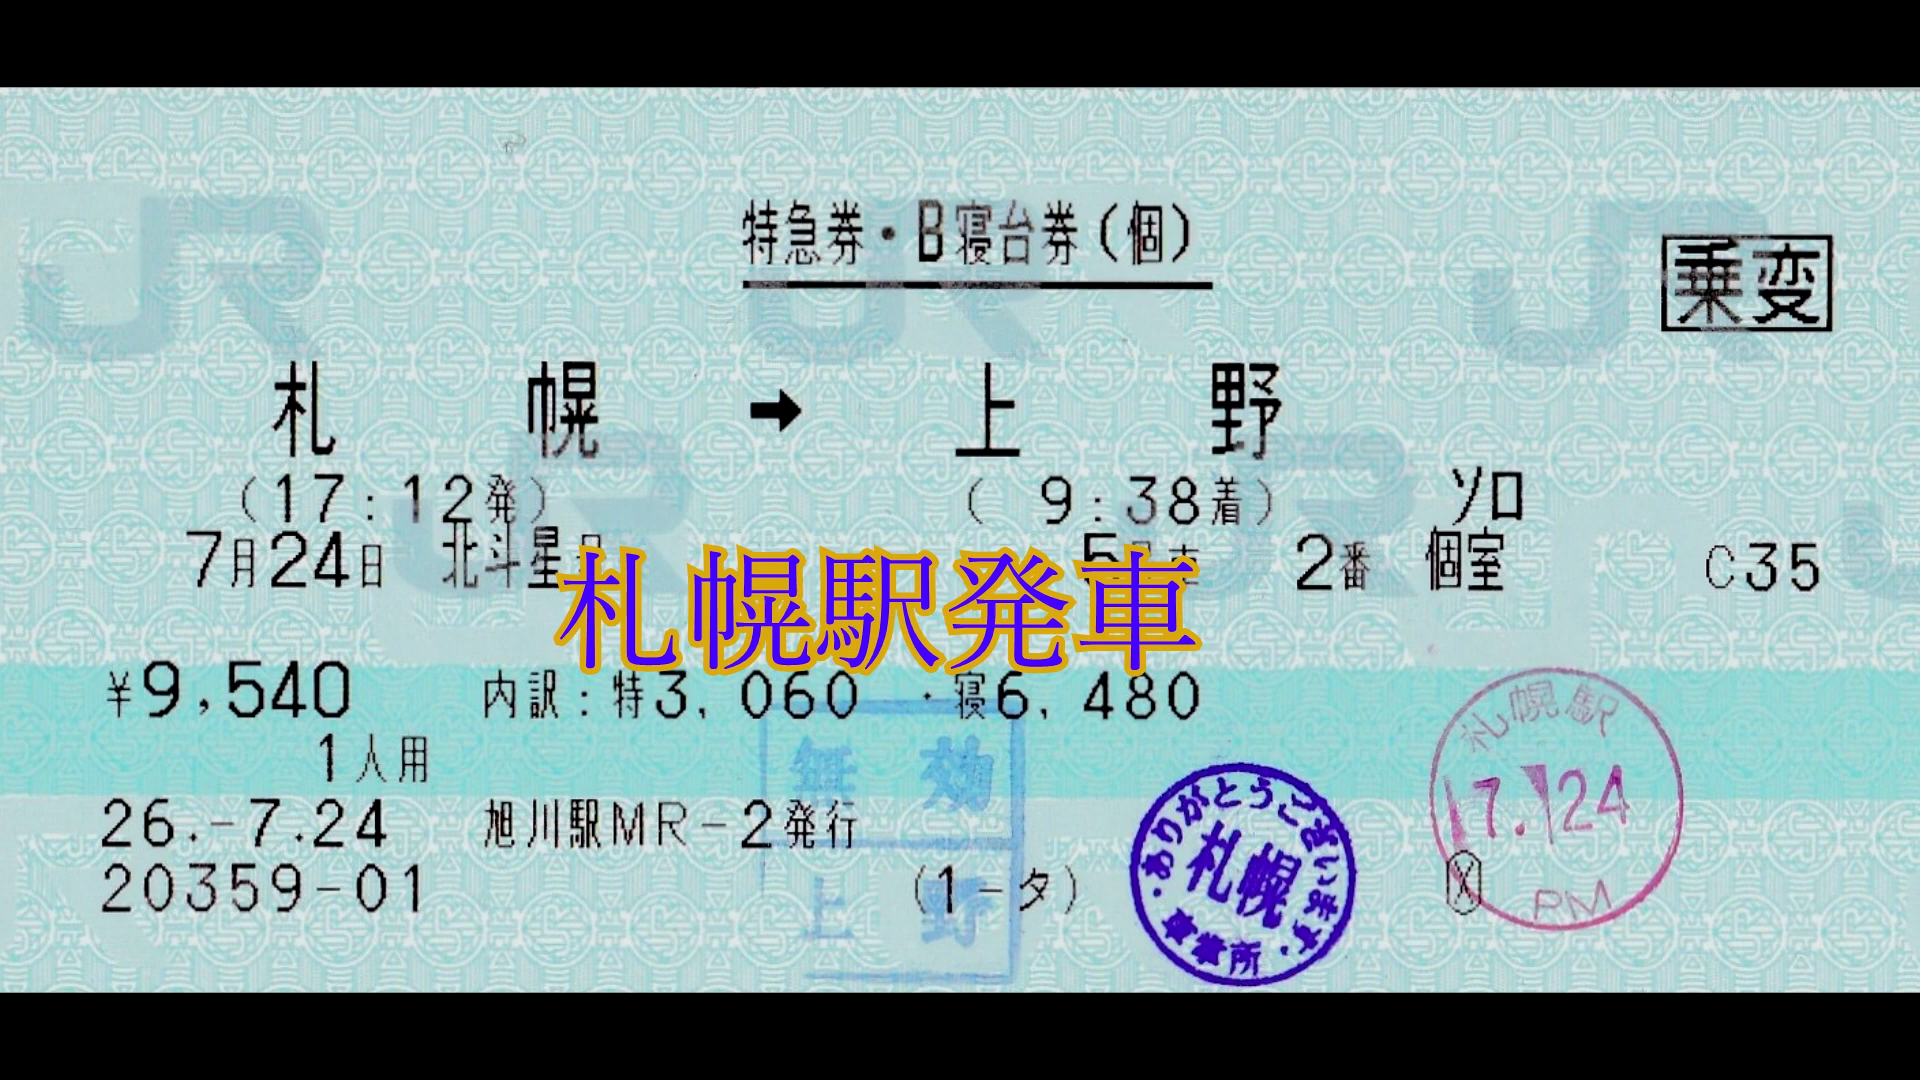 特急券・B寝台券(個)
乗変
札幌 ➡ 上野
(17:12発) ( 9:38着) ソロ
7月24日 北斗星 2番 個室 C35
札幌駅発車
¥9,540 内訳:特3,060 ・寝6,480
1人用
26.-7.24 旭川駅MR-2発行
20359-01 (1-タ)
無効
上野
ありがとうございます
札幌
札幌駅
7.24
PM
JR
JR
JR
JR